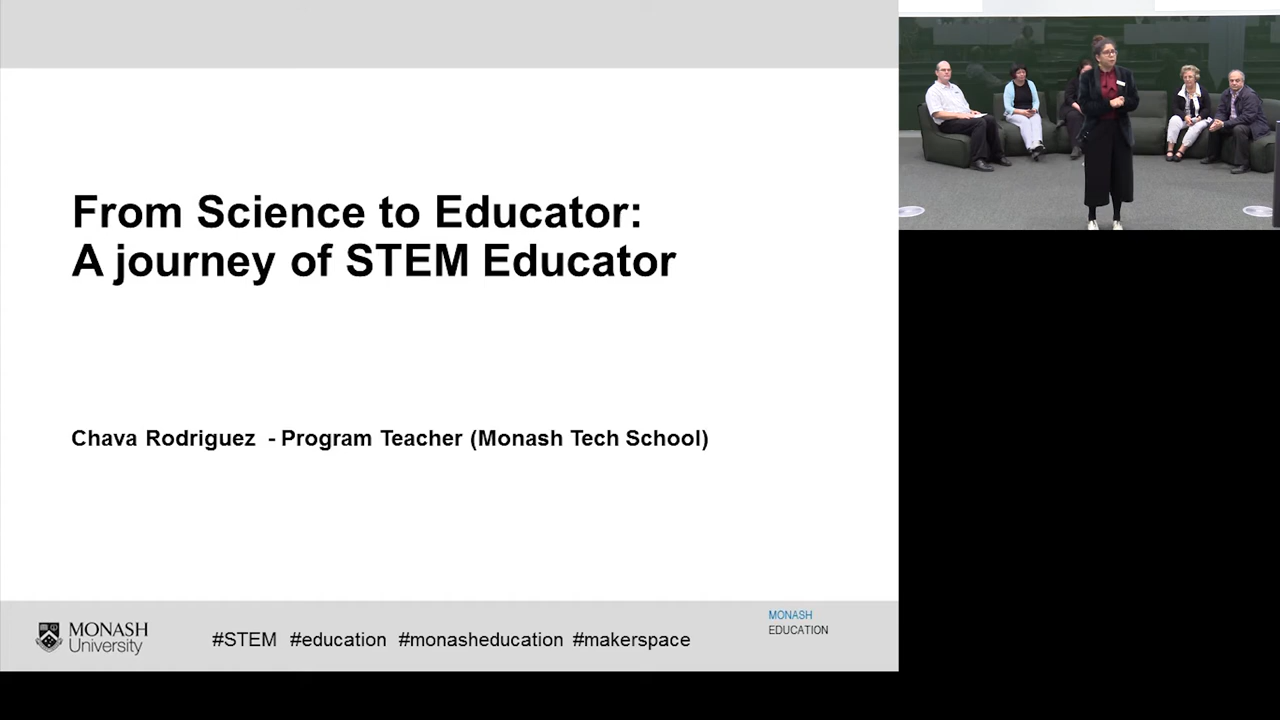 From Science to Educator:
A journey of STEM Educator
Chava Rodriguez - Program Teacher (Monash Tech School)
MONASH
University
#STEM #education #monasheducation #makerspace
MONASH
EDUCATION